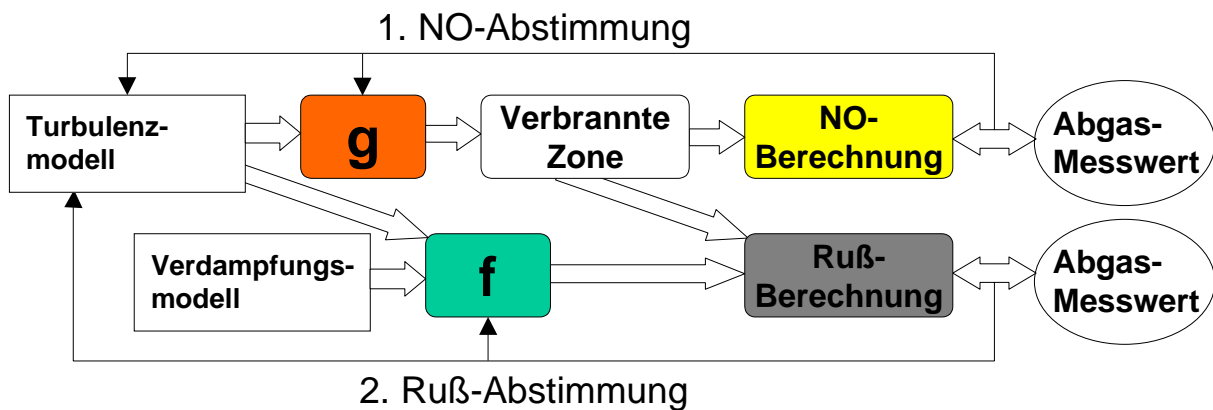 1. NO-Abstimmung
Turbulenz-
modell
g
Verbrannte
Zone
NO-
Berechnung
Abgas-
Messwert
Verdampfungs-
modell
f
Ruß-
Berechnung
Abgas-
Messwert
2. Ruß-Abstimmung